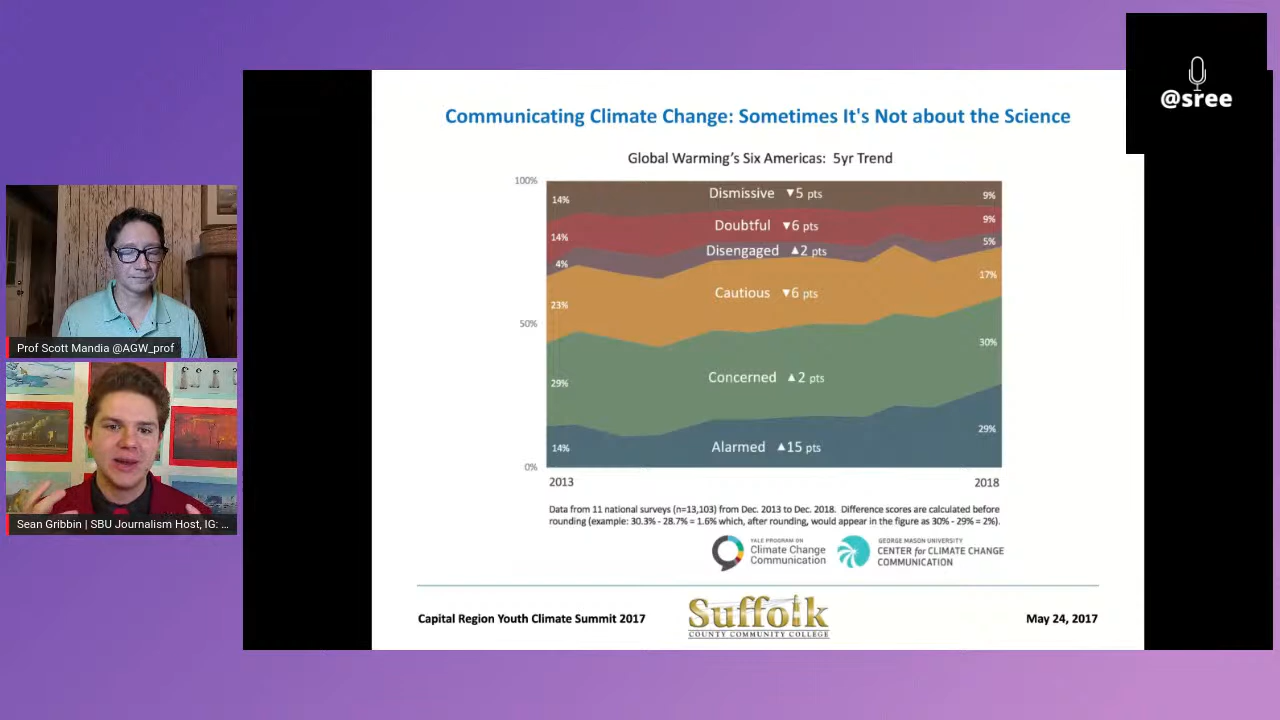 @sree
Communicating Climate Change: Sometimes It's Not about the Science
Global Warming's Six Americas: 5yr Trend
100%
50%
0%
14%
14%
4%
23%
29%
14%
Dismissive ▼5 pts
Doubtful ▼6 pts
Disengaged ▲2 pts
Cautious ▼6 pts
Concerned ▲2 pts
Alarmed ▲15 pts
9%
9%
5%
17%
30%
29%
2013
2018
Data from 11 national surveys (n=13,103) from Dec. 2013 to Dec. 2018. Difference scores are calculated before
rounding (example: 30.3% - 28.7% = 1.6% which, after rounding, would appear in the figure as 30% - 29% = 2%).
YALE PROGRAM ON
Climate Change
Communication
GEORGE MASON UNIVERSITY
CENTER for CLIMATE CHANGE
COMMUNICATION
Capital Region Youth Climate Summit 2017
Suffolk
COUNTY COMMUNITY COLLEGE
May 24, 2017
Prof Scott Mandia @AGW_prof
Sean Gribbin | SBU Journalism Host, IG: ...